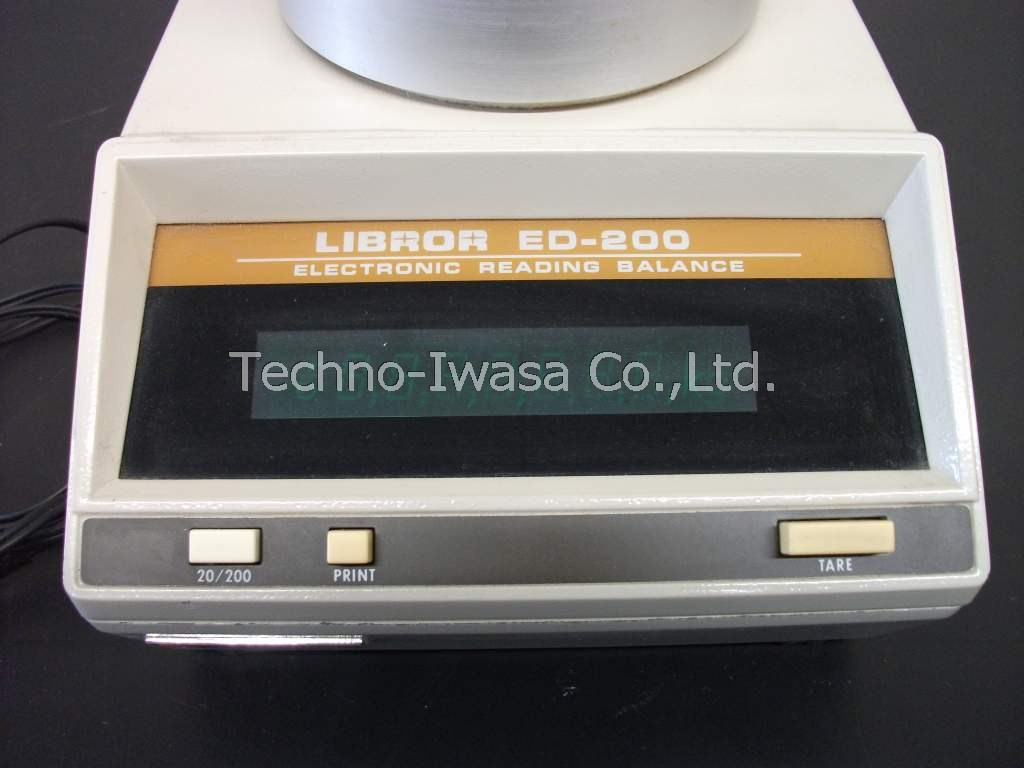 LIBROR ED-200
ELECTRONIC READING BALANCE
Techno-Iwasa Co.,Ltd.
20/200 PRINT TARE